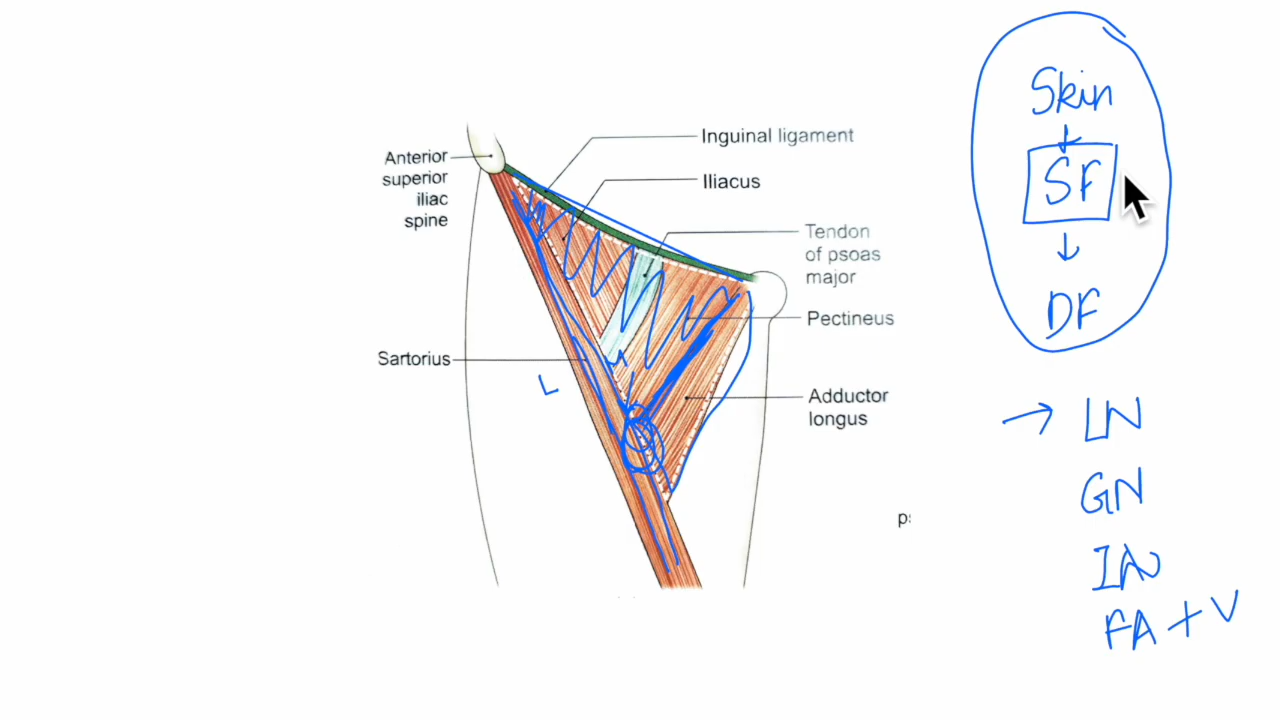 Anterior
superior
iliac
spine
Inguinal ligament
Iliacus
Tendon
of psoas
major
Pectineus
Sartorius
L
Adductor
longus
Skin
SF
DF
LN
GN
IN
FA + V